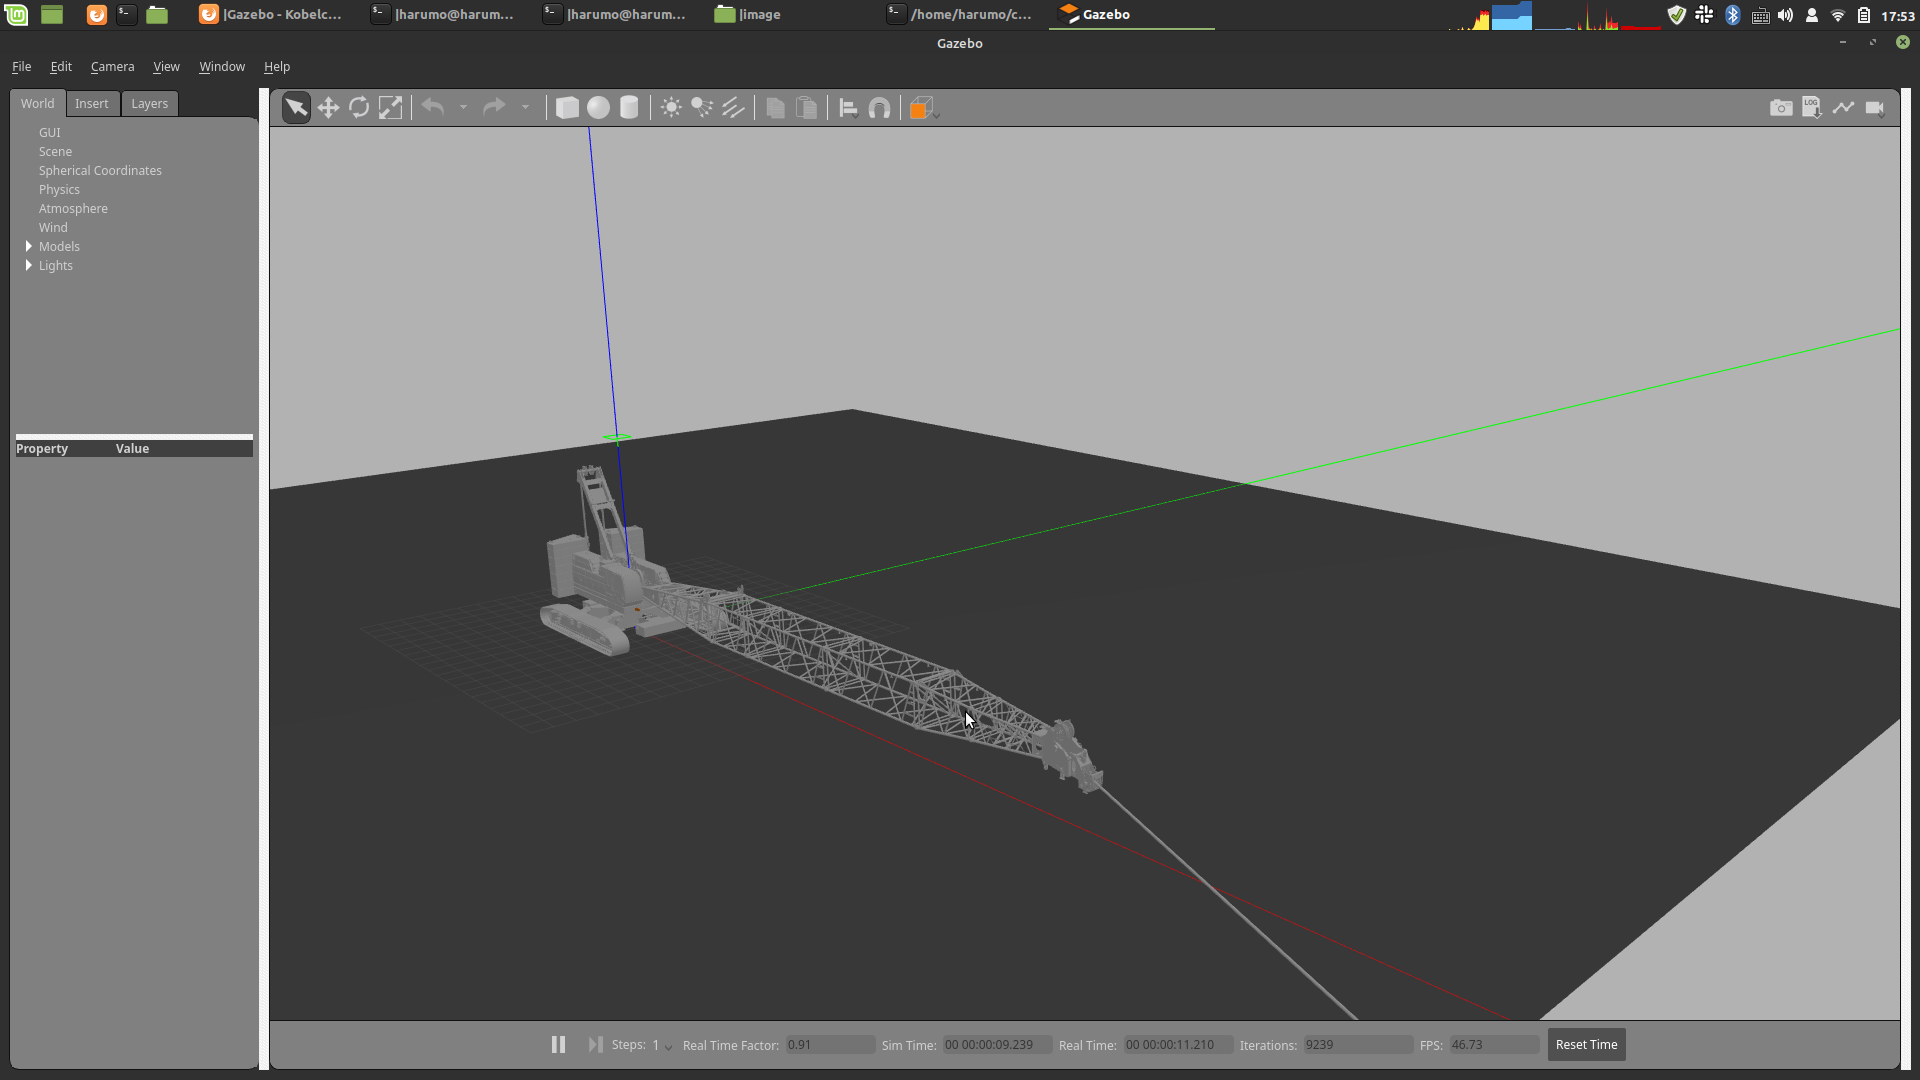 |Gazebo - Kobelc...
|harumo@harum...
|harumo@harum...
|image
/home/harumo/c...
Gazebo
17:53
Gazebo
File Edit Camera View Window Help
World Insert Layers
LOG
GUI
Scene
Spherical Coordinates
Physics
Atmosphere
Wind
Models
Lights
Property Value
Steps: 1 Real Time Factor: 0.91 Sim Time: 00 00:00:09.239 Real Time: 00 00:00:11.210 Iterations: 9239 FPS: 46.73 Reset Time